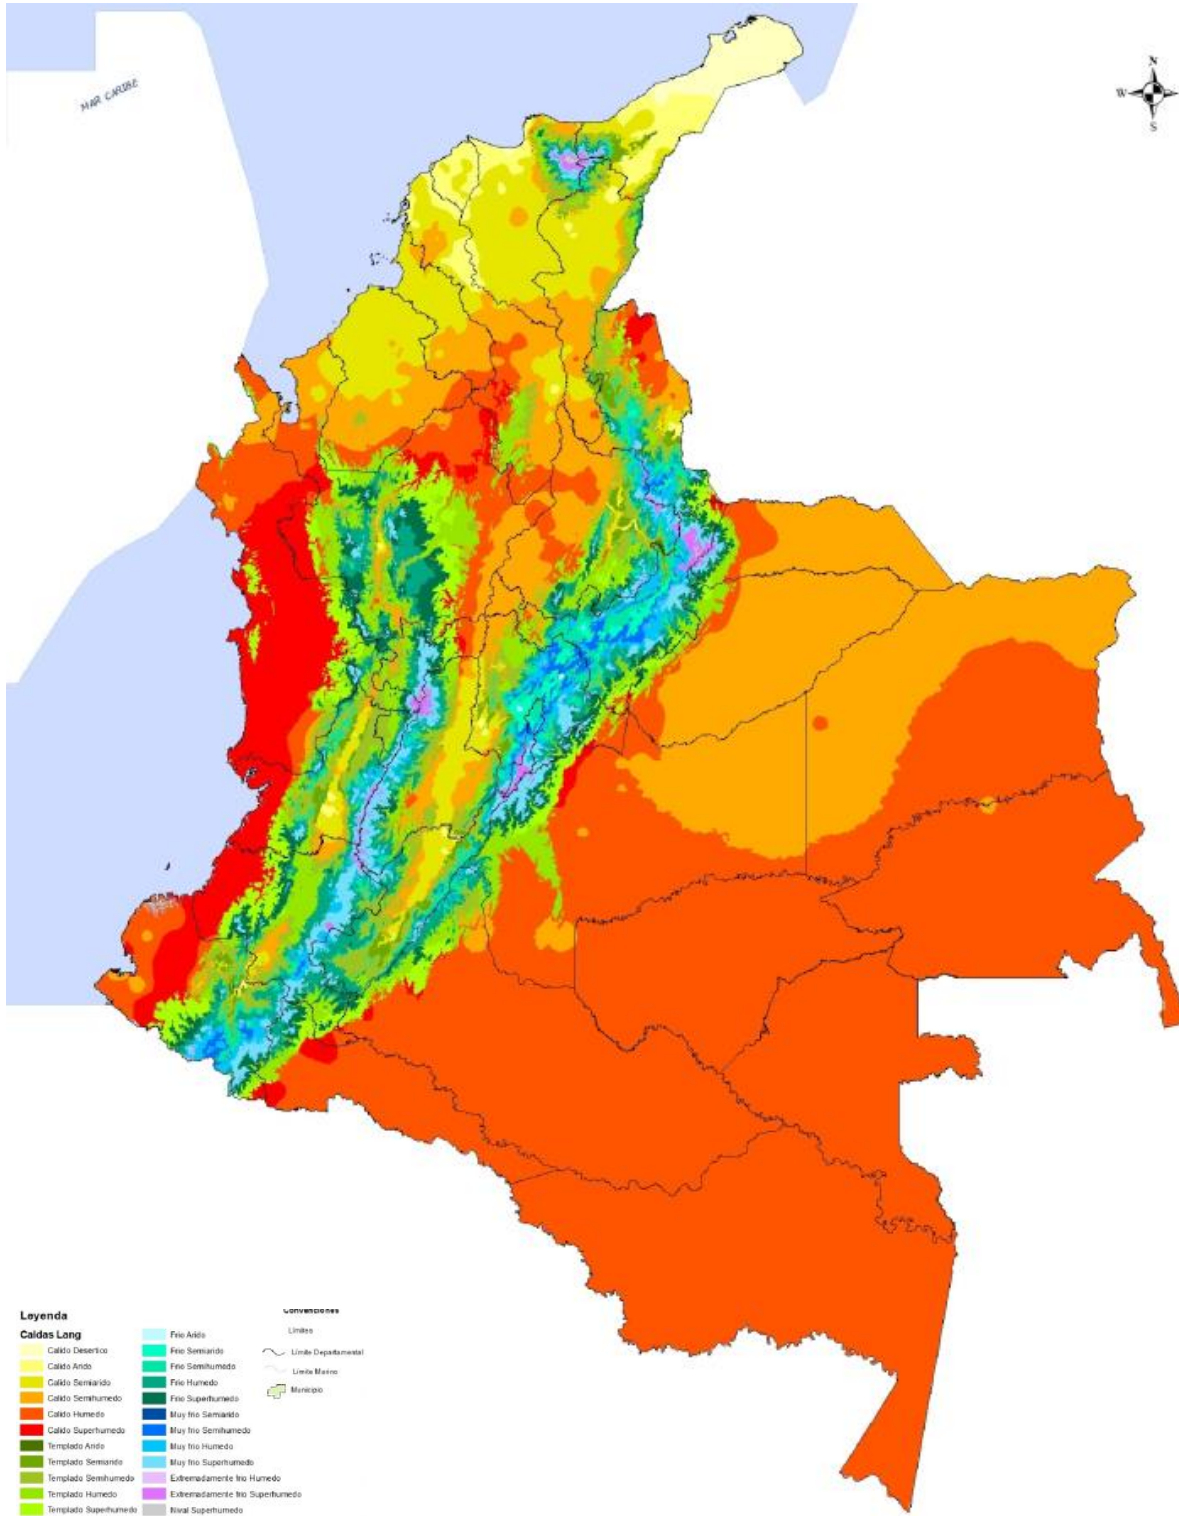 MAR CARIBE
N
W
S
Leyenda
Caldas Lang
Calido Desertico
Calido Arido
Calido Semiarido
Calido Semihumedo
Calido Humedo
Calido Superhumedo
Templado Arido
Templado Semiarido
Templado Semihumedo
Templado Humedo
Templado Superhumedo
Frio Arido
Frio Semiarido
Frio Semihumedo
Frio Humedo
Frio Superhumedo
Muy frio Semiarido
Muy frio Semihumedo
Muy frio Humedo
Muy frio Superhumedo
Extremadamente frio Humedo
Extremadamente frio Superhumedo
Nival Superhumedo
Convenciones
Limites
Limite Departamental
Limite Marino
Municipio